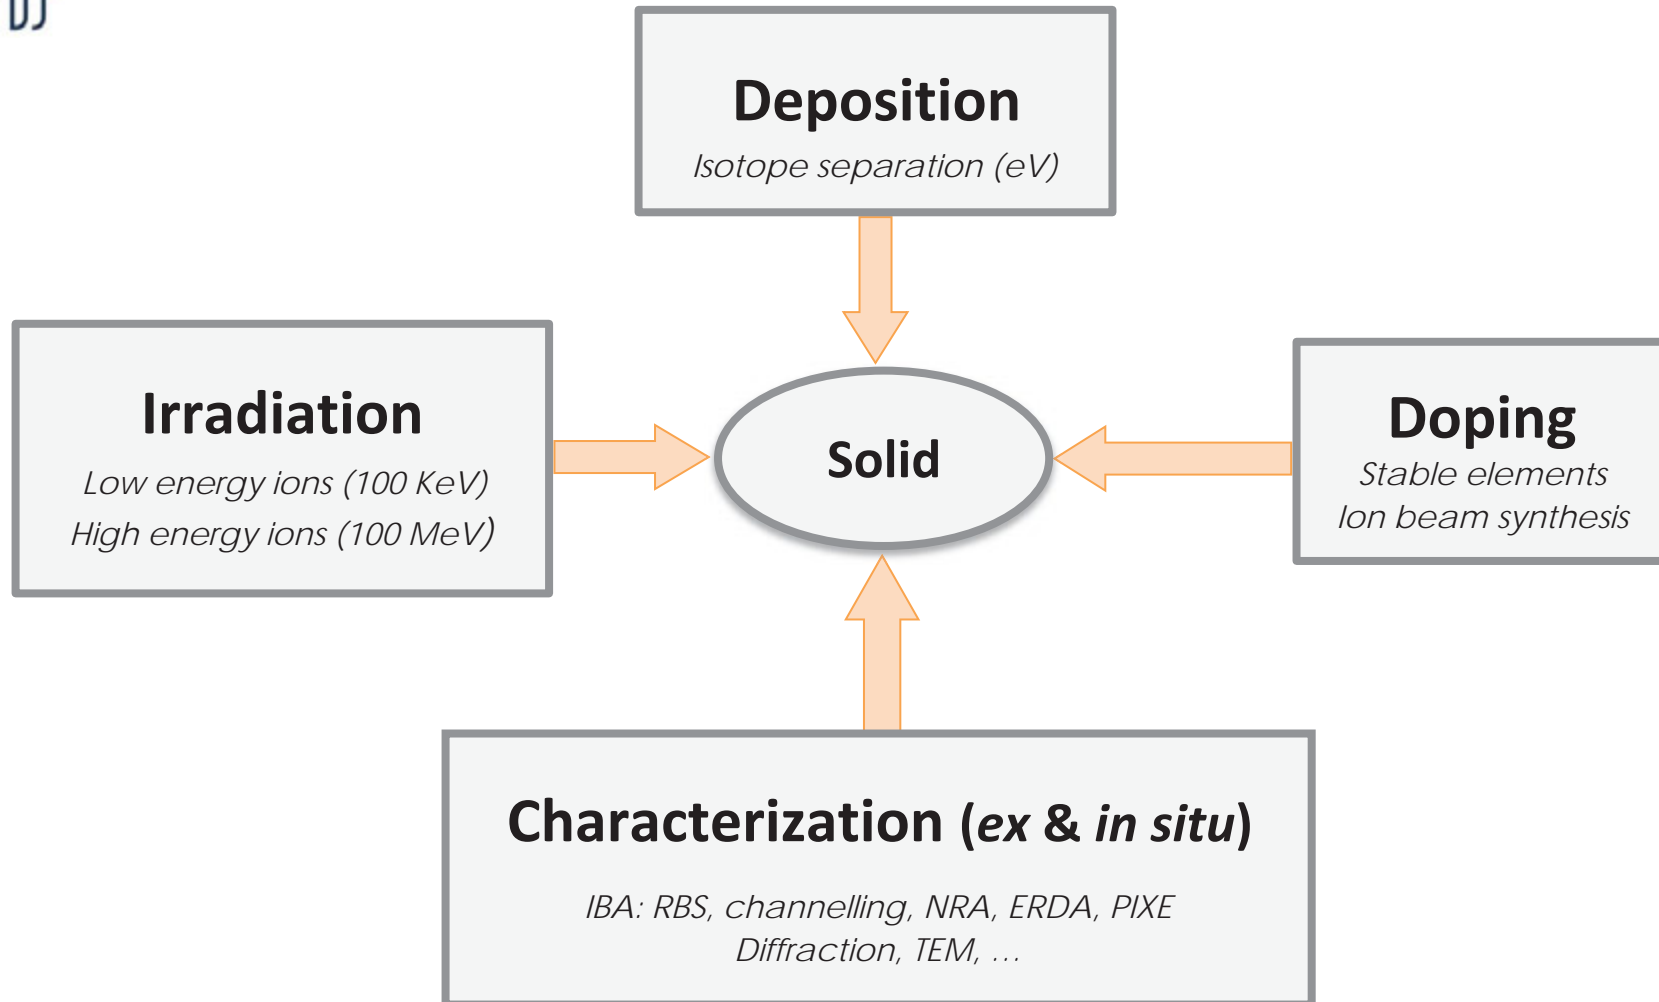 Deposition
Isotope separation (eV)
Irradiation
Low energy ions (100 KeV)
High energy ions (100 MeV)
Solid
Doping
Stable elements
Ion beam synthesis
Characterization (ex & in situ)
IBA: RBS, channelling, NRA, ERDA, PIXE
Diffraction, TEM, …